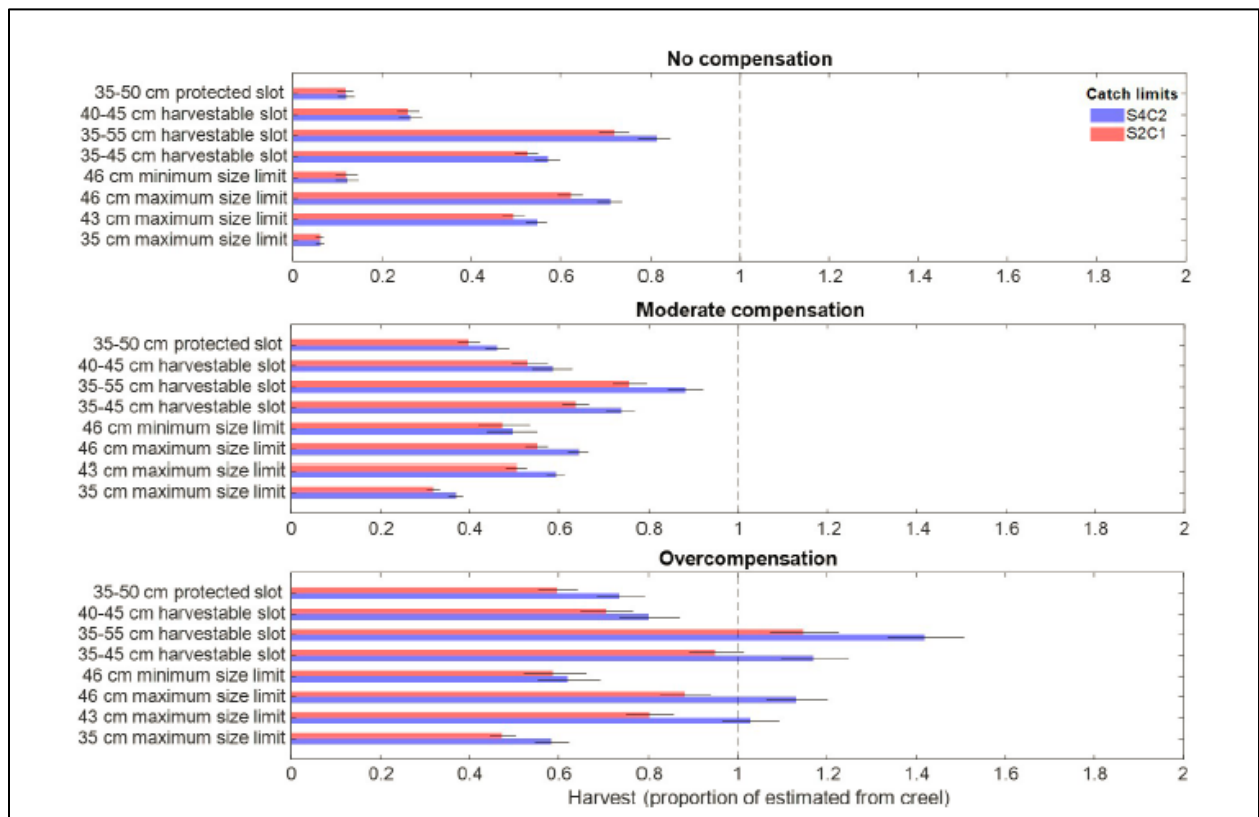 No compensation
Catch limits
S4C2
S2C1
35-50 cm protected slot
40-45 cm harvestable slot
35-55 cm harvestable slot
35-45 cm harvestable slot
46 cm minimum size limit
46 cm maximum size limit
43 cm maximum size limit
35 cm maximum size limit
0 0.2 0.4 0.6 0.8 1 1.2 1.4 1.6 1.8 2
Moderate compensation
35-50 cm protected slot
40-45 cm harvestable slot
35-55 cm harvestable slot
35-45 cm harvestable slot
46 cm minimum size limit
46 cm maximum size limit
43 cm maximum size limit
35 cm maximum size limit
0 0.2 0.4 0.6 0.8 1 1.2 1.4 1.6 1.8 2
Overcompensation
35-50 cm protected slot
40-45 cm harvestable slot
35-55 cm harvestable slot
35-45 cm harvestable slot
46 cm minimum size limit
46 cm maximum size limit
43 cm maximum size limit
35 cm maximum size limit
0 0.2 0.4 0.6 0.8 1 1.2 1.4 1.6 1.8 2
Harvest (proportion of estimated from creel)